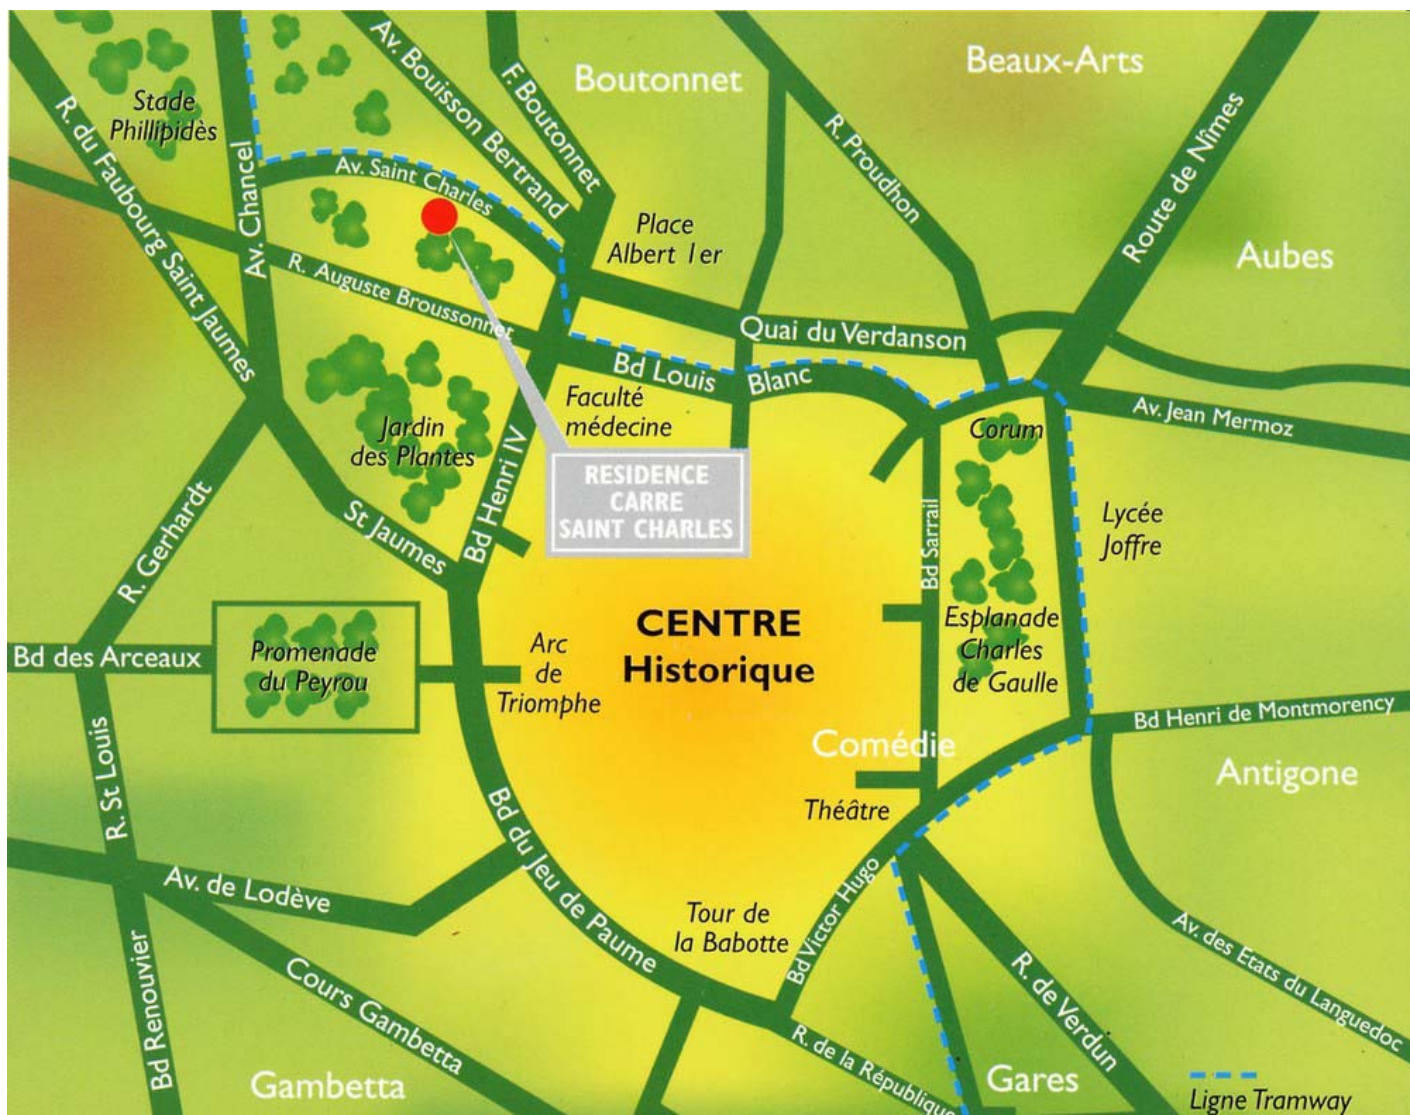 Stade
Phillipidès
R. du Faubourg Saint Jaumes
Av. Chancel
Av. Bouisson Bertrand
F. Boutonnet
Boutonnet
Beaux-Arts
R. Proudhon
Route de Nîmes
Aubes
Av. Saint Charles
Place
Albert 1er
R. Auguste Broussonnet
Quai du Verdanson
Bd Louis Blanc
Av. Jean Mermoz
Faculté
médecine
Jardin
des Plantes
Corum
RESIDENCE
CARRE
SAINT CHARLES
Bd Henri IV
St Jaumes
R. Gerhardt
Bd Sarrail
Lycée
Joffre
CENTRE
Historique
Esplanade
Charles
de Gaulle
Bd des Arceaux
Promenade
du Peyrou
Arc
de
Triomphe
Bd Henri de Montmorency
Comédie
Antigone
Théâtre
R. St Louis
Bd du Jeu de Paume
Av. de Lodève
Tour de
la Babotte
Bd Victor Hugo
Av. des Etats du Languedoc
Bd Renouvier
Cours Gambetta
R. de Verdun
R. de la République
Gambetta
Gares
Ligne Tramway